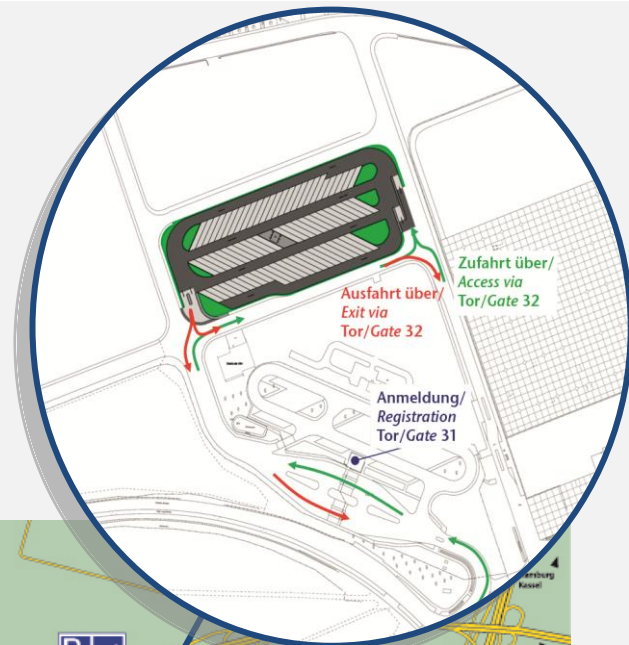 Zufahrt über/
Access via
Tor/Gate 32
Ausfahrt über/
Exit via
Tor/Gate 32
Anmeldung/
Registration
Tor/Gate 31
Kassel
P